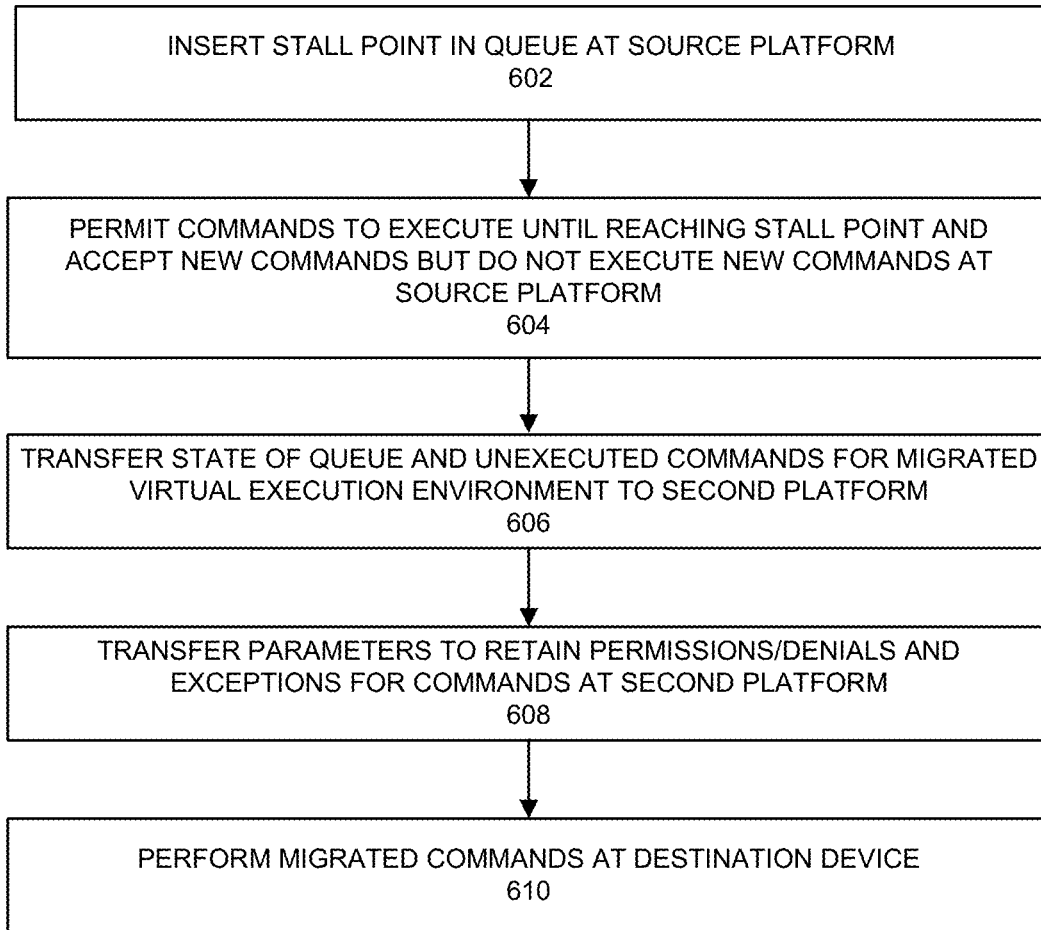 INSERT STALL POINT IN QUEUE AT SOURCE PLATFORM
602
PERMIT COMMANDS TO EXECUTE UNTIL REACHING STALL POINT AND
ACCEPT NEW COMMANDS BUT DO NOT EXECUTE NEW COMMANDS AT
SOURCE PLATFORM
604
TRANSFER STATE OF QUEUE AND UNEXECUTED COMMANDS FOR MIGRATED
VIRTUAL EXECUTION ENVIRONMENT TO SECOND PLATFORM
606
TRANSFER PARAMETERS TO RETAIN PERMISSIONS/DENIALS AND
EXCEPTIONS FOR COMMANDS AT SECOND PLATFORM
608
PERFORM MIGRATED COMMANDS AT DESTINATION DEVICE
610